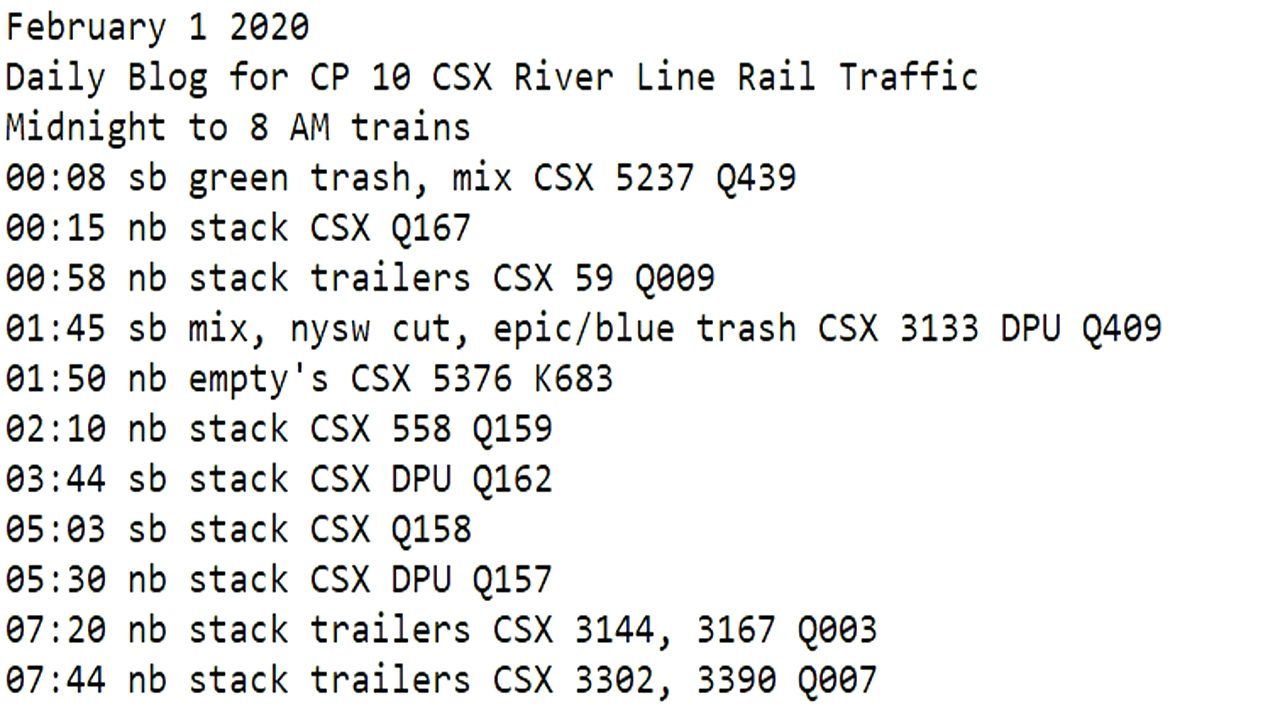 February 1 2020
Daily Blog for CP 10 CSX River Line Rail Traffic
Midnight to 8 AM trains
00:08 sb green trash, mix CSX 5237 Q439
00:15 nb stack CSX Q167
00:58 nb stack trailers CSX 59 Q009
01:45 sb mix, nysw cut, epic/blue trash CSX 3133 DPU Q409
01:50 nb empty's CSX 5376 K683
02:10 nb stack CSX 558 Q159
03:44 sb stack CSX DPU Q162
05:03 sb stack CSX Q158
05:30 nb stack CSX DPU Q157
07:20 nb stack trailers CSX 3144, 3167 Q003
07:44 nb stack trailers CSX 3302, 3390 Q007